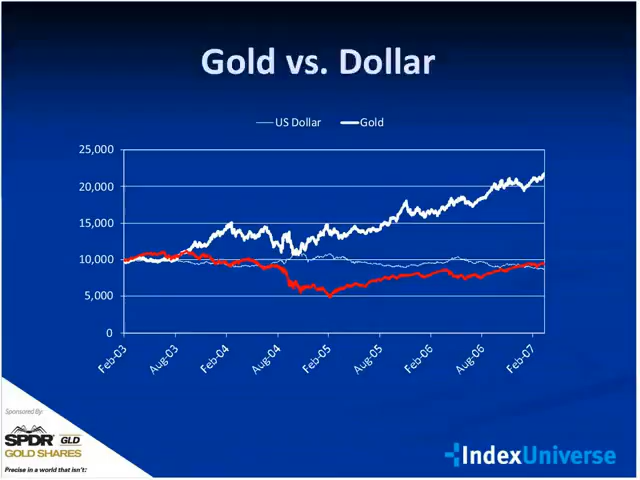 Gold vs. Dollar
US Dollar Gold
25,000
20,000
15,000
10,000
5,000
0
Feb-03 Aug-03 Feb-04 Aug-04 Feb-05 Aug-05 Feb-06 Aug-06 Feb-07
Sponsored By:
SPDR GLD
GOLD SHARES
Precise in a world that isn't:
IndexUniverse